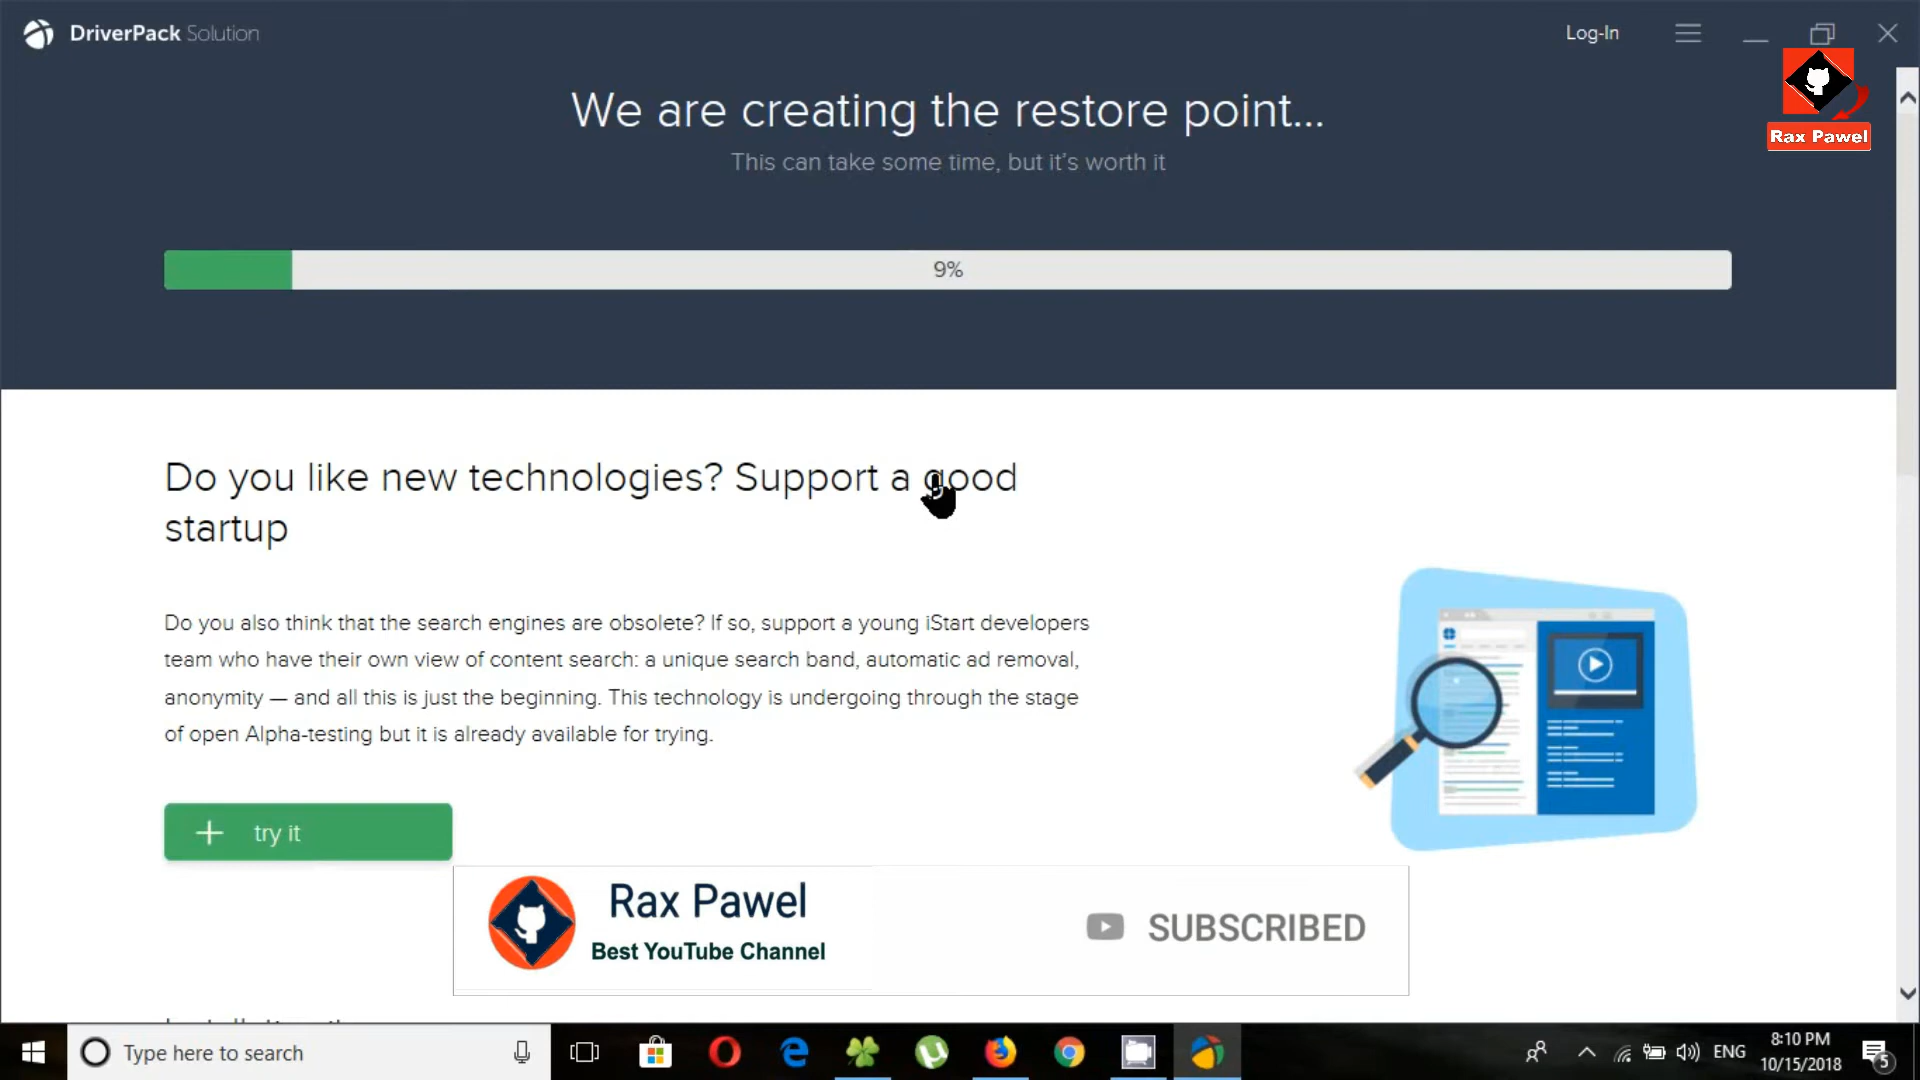 DriverPack Solution
Log-In
Rax Pawel
We are creating the restore point...
This can take some time, but it's worth it
9%
Do you like new technologies? Support a good
startup
Do you also think that the search engines are obsolete? If so, support a young iStart developers
team who have their own view of content search: a unique search band, automatic ad removal,
anonymity — and all this is just the beginning. This technology is undergoing through the stage
of open Alpha-testing but it is already available for trying.
try it
Rax Pawel
Best YouTube Channel
SUBSCRIBED
Type here to search
ENG
8:10 PM
10/15/2018
5